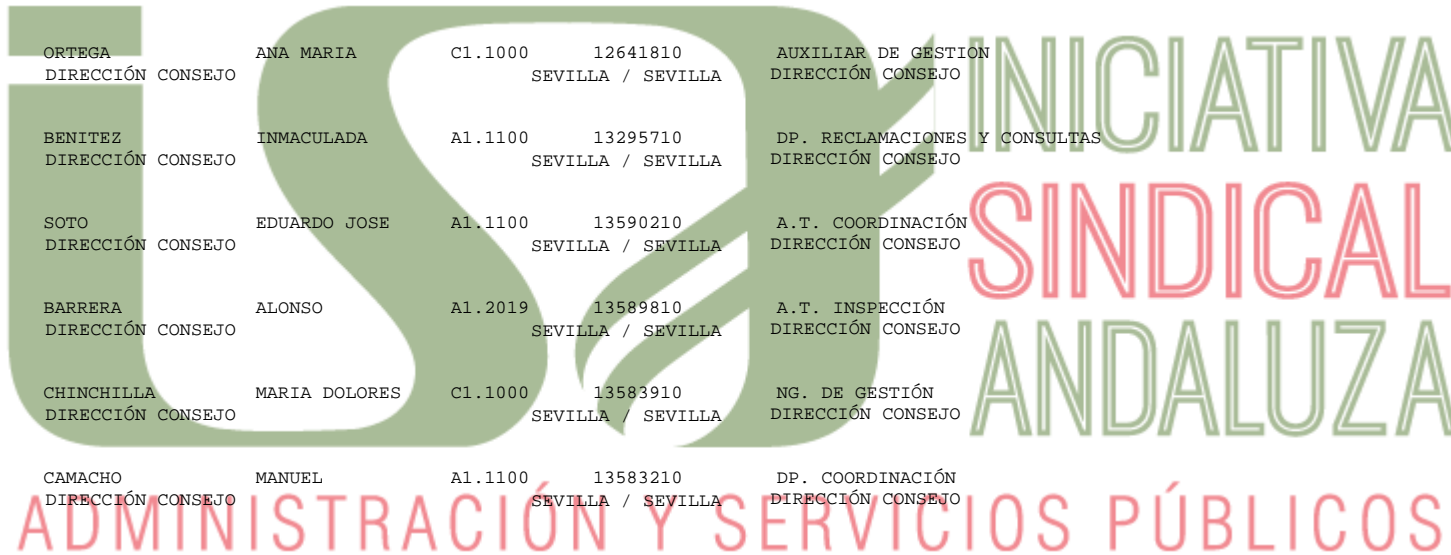 ORTEGA ANA MARIA C1.1000 12641810 AUXILIAR DE GESTION
DIRECCIÓN CONSEJO SEVILLA / SEVILLA DIRECCIÓN CONSEJO
BENITEZ INMACULADA A1.1100 13295710 DP. RECLAMACIONES Y CONSULTAS
DIRECCIÓN CONSEJO SEVILLA / SEVILLA DIRECCIÓN CONSEJO
SOTO EDUARDO JOSE A1.1100 13590210 A.T. COORDINACIÓN
DIRECCIÓN CONSEJO SEVILLA / SEVILLA DIRECCIÓN CONSEJO
BARRERA ALONSO A1.2019 13589810 A.T. INSPECCIÓN
DIRECCIÓN CONSEJO SEVILLA / SEVILLA DIRECCIÓN CONSEJO
CHINCHILLA MARIA DOLORES C1.1000 13583910 NG. DE GESTIÓN
DIRECCIÓN CONSEJO SEVILLA / SEVILLA DIRECCIÓN CONSEJO
CAMACHO MANUEL A1.1100 13583210 DP. COORDINACIÓN
DIRECCIÓN CONSEJO SEVILLA / SEVILLA DIRECCIÓN CONSEJO
isa
INICIATIVA
SINDICAL
ANDALUZA
ADMINISTRACIÓN Y SERVICIOS PÚBLICOS